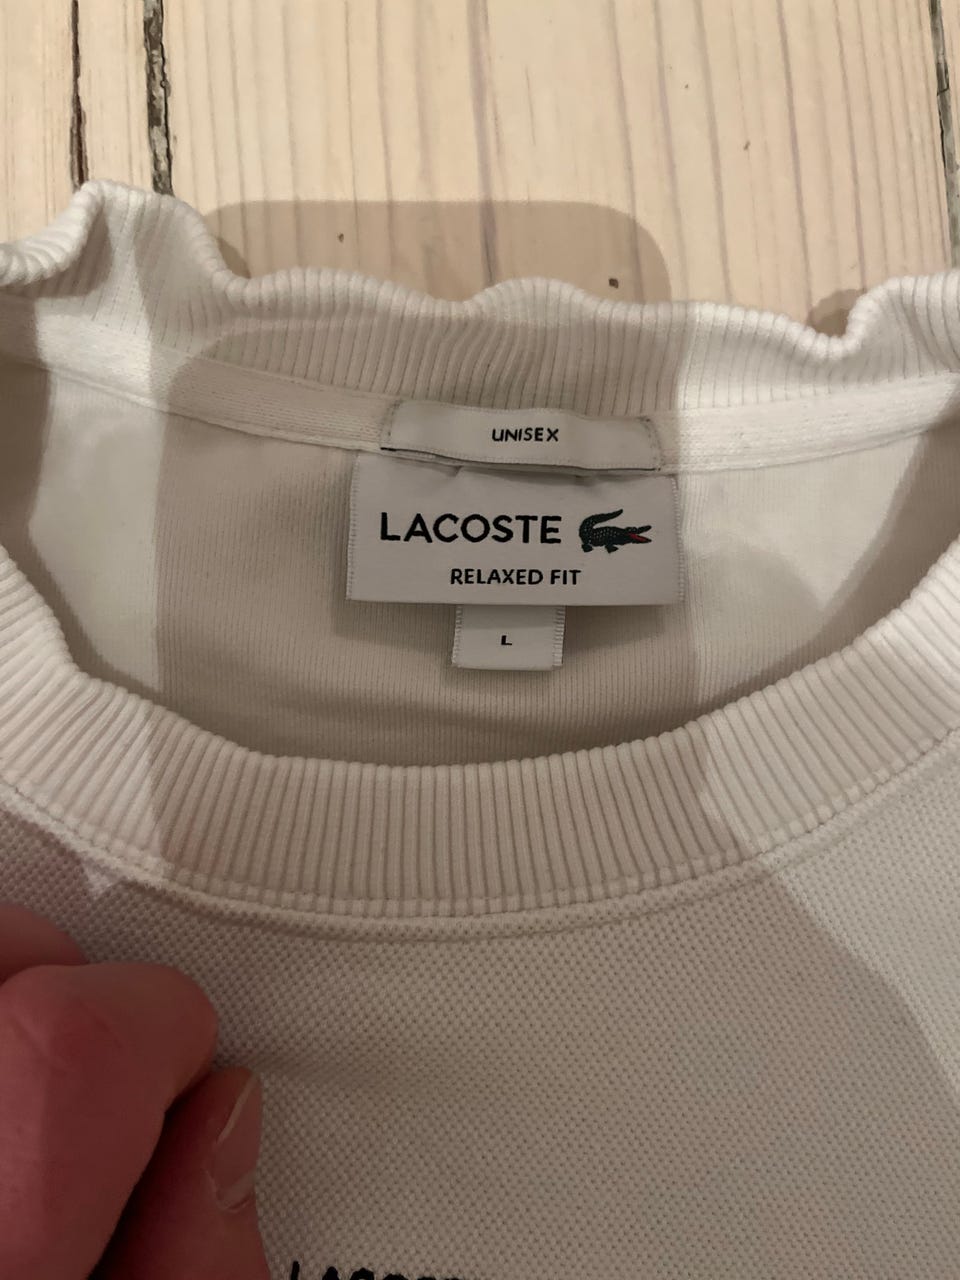 UNISEX
LACOSTE
RELAXED FIT
L